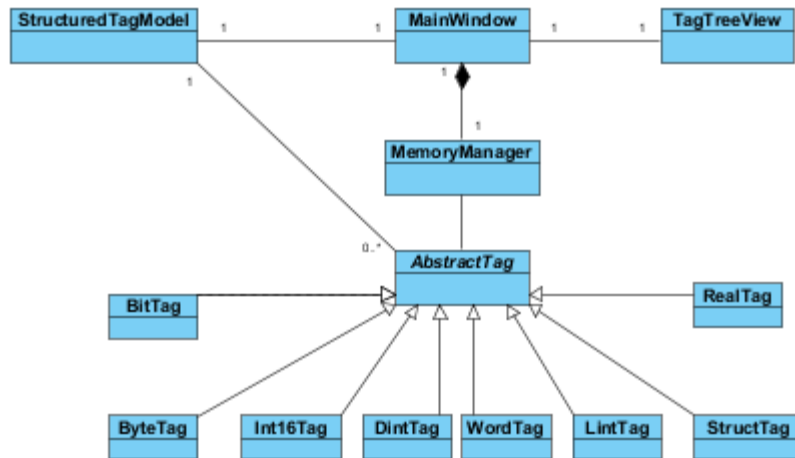 StructuredTagModel
MainWindow
TagTreeView
1
1
1
1
1
1
1
MemoryManager
0..*
AbstractTag
BitTag
RealTag
ByteTag
Int16Tag
DintTag
WordTag
LintTag
StructTag